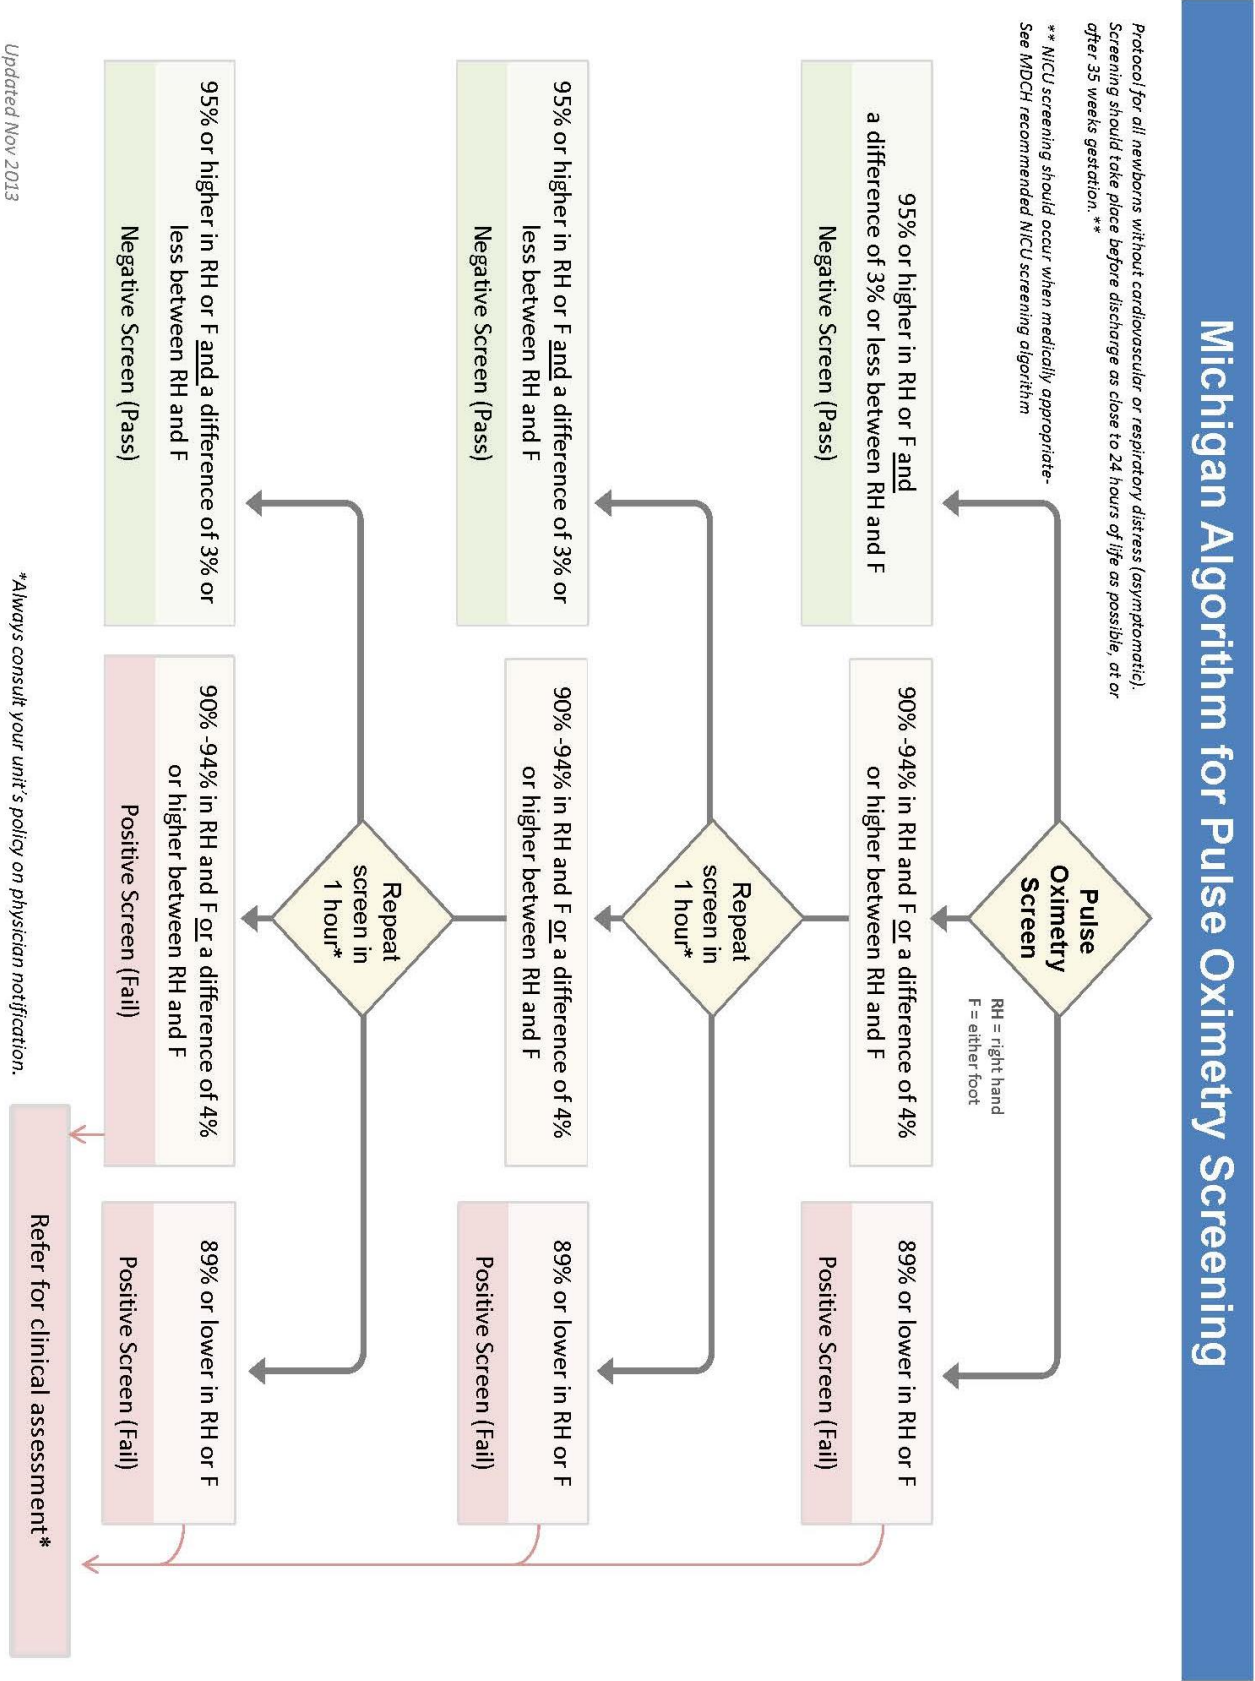 Michigan Algorithm for Pulse Oximetry Screening
Protocol for all newborns without cardiovascular or respiratory distress (asymptomatic).
Screening should take place before discharge as close to 24 hours of life as possible, at or
after 35 weeks gestation.**
** NICU screening should occur when medically appropriate-
See MDCH recommended NICU screening algorithm
Pulse
Oximetry
Screen
RH = right hand
F = either foot
95% or higher in RH or F and
a difference of 3% or less between RH and F
Negative Screen (Pass)
90% -94% in RH and F or a difference of 4%
or higher between RH and F
89% or lower in RH or F
Positive Screen (Fail)
Repeat
screen in
1 hour*
95% or higher in RH or F and a difference of 3% or
less between RH and F
Negative Screen (Pass)
90% -94% in RH and F or a difference of 4%
or higher between RH and F
89% or lower in RH or F
Positive Screen (Fail)
Repeat
screen in
1 hour*
95% or higher in RH or F and a difference of 3% or
less between RH and F
Negative Screen (Pass)
90% -94% in RH and F or a difference of 4%
or higher between RH and F
Positive Screen (Fail)
89% or lower in RH or F
Positive Screen (Fail)
Refer for clinical assessment*
*Always consult your unit's policy on physician notification.
Updated Nov 2013